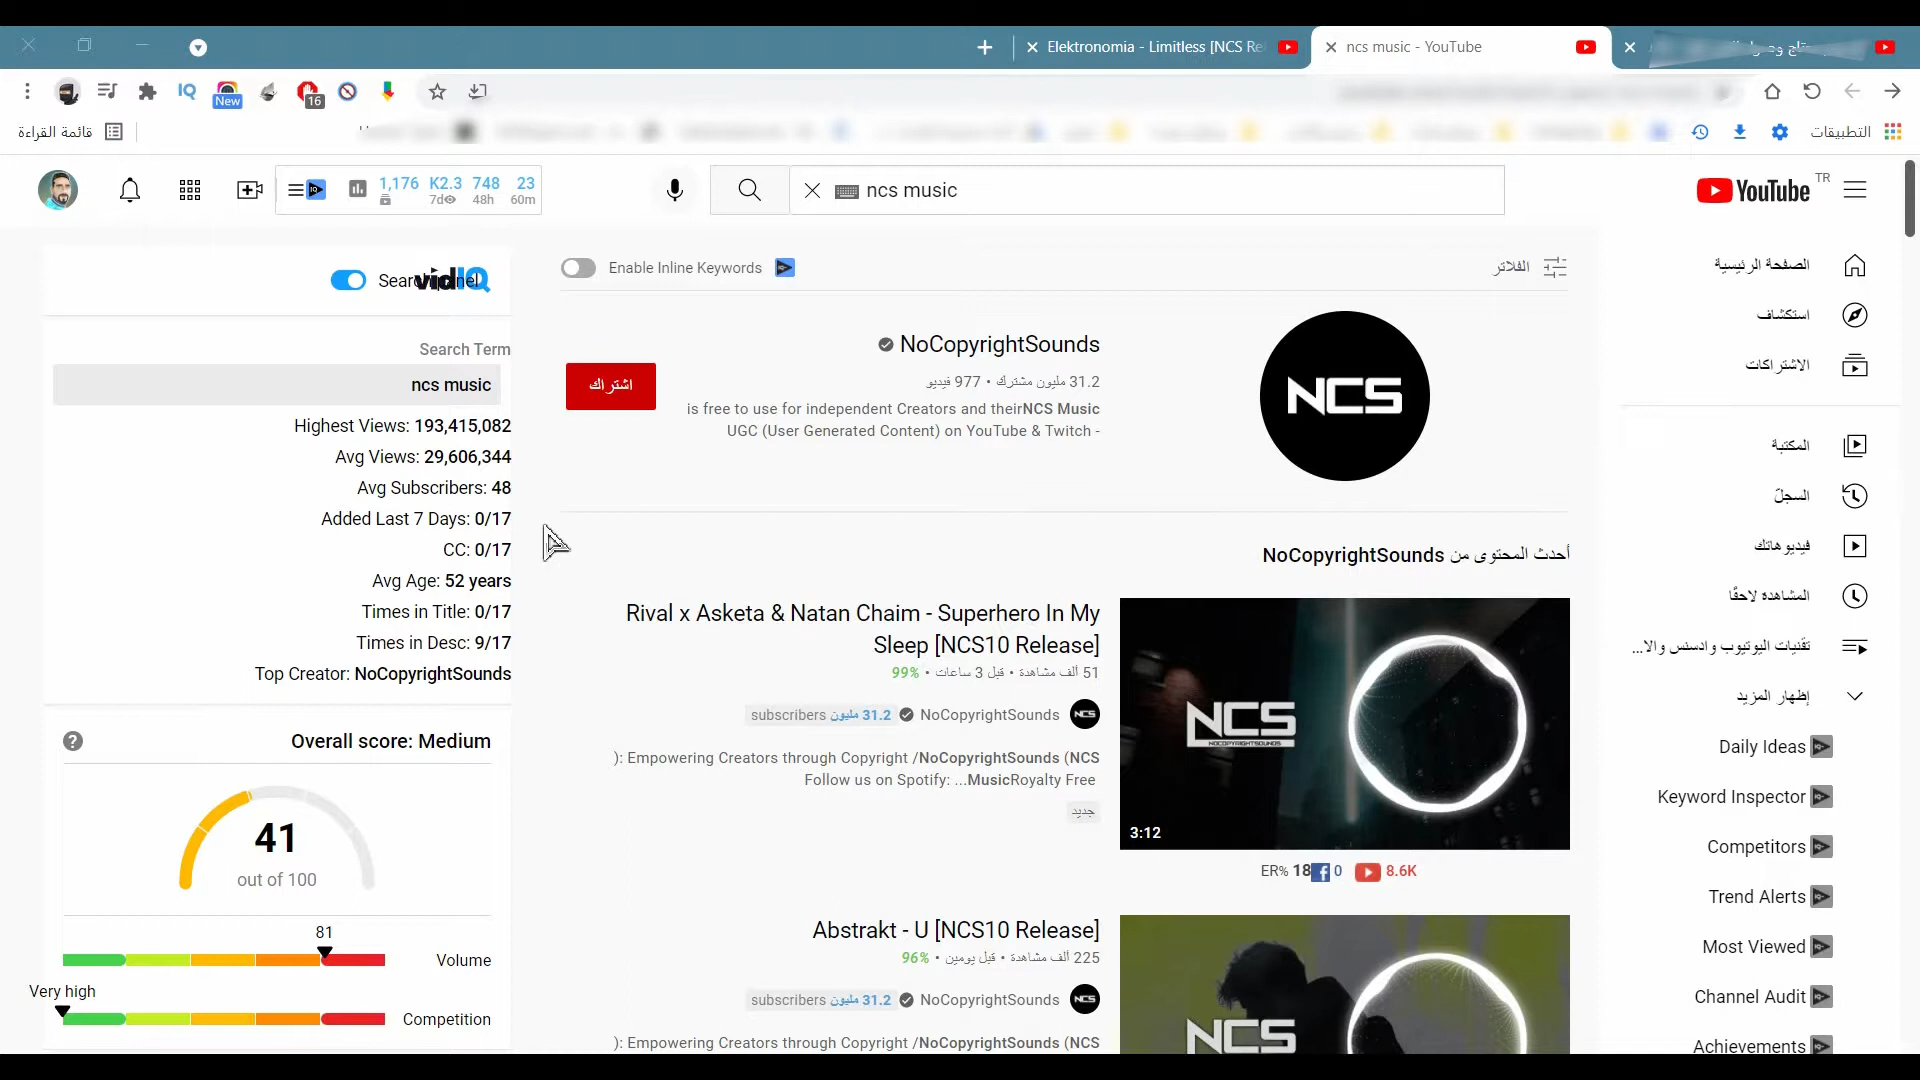 Elektronomia - Limitless [NCS Re
ncs music - YouTube
New
16
قائمة القراءة
التطبيقات
1,176 K2.3 748 23
7d 48h 60m
ncs music
YouTube TR
vidIQ
Enable Inline Keywords
الفلاتر
Search Term
ncs music
Highest Views: 193,415,082
Avg Views: 29,606,344
Avg Subscribers: 48
Added Last 7 Days: 0/17
CC: 0/17
Avg Age: 52 years
Times in Title: 0/17
Times in Desc: 9/17
Top Creator: NoCopyrightSounds
Overall score: Medium
41
out of 100
81
Volume
Very high
Competition
NoCopyrightSounds
31.2 مليون مشترك • 977 فيديو
اشتراك
is free to use for independent Creators and theirNCS Music
UGC (User Generated Content) on YouTube & Twitch -
NCS
أحدث المحتوى من NoCopyrightSounds
Rival x Asketa & Natan Chaim - Superhero In My
Sleep [NCS10 Release]
51 ألف مشاهدة • قبل 3 ساعات • 99%
NoCopyrightSounds
31.2 مليون subscribers
NCS
): Empowering Creators through Copyright /NoCopyrightSounds (NCS
Follow us on Spotify: ...MusicRoyalty Free
جديد
NCS
NOCOPYRIGHTSOUNDS
3:12
ER% 18 0 8.6K
Abstrakt - U [NCS10 Release]
225 ألف مشاهدة • قبل يومين • 96%
NoCopyrightSounds
31.2 مليون subscribers
NCS
): Empowering Creators through Copyright /NoCopyrightSounds (NCS
NCS
الصفحة الرئيسية
استكشاف
الاشتراكات
المكتبة
السجلّ
فيديوهاتك
المشاهدة لاحقًا
تقنيات اليوتيوب وادسنس والا...
إظهار المزيد
Daily Ideas
Keyword Inspector
Competitors
Trend Alerts
Most Viewed
Channel Audit
Achievements